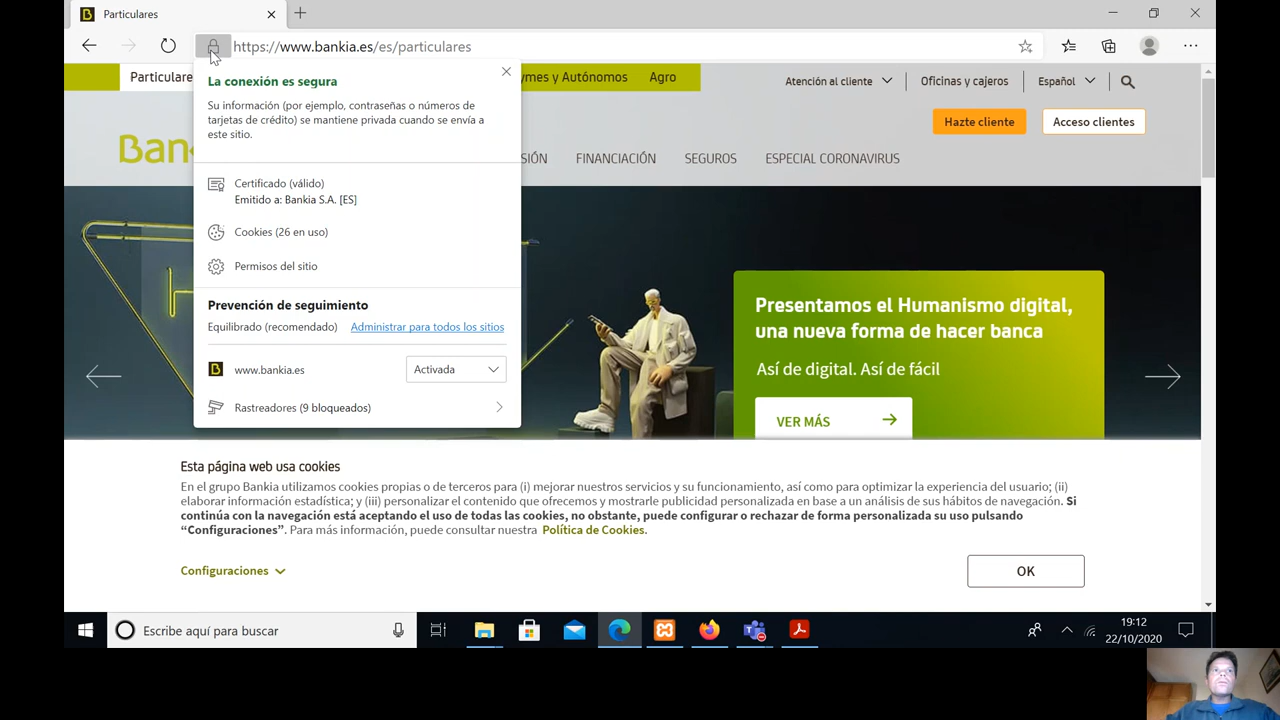 Particulares
https://www.bankia.es/es/particulares
Particulare
ymes y Autónomos
Agro
Atención al cliente
Oficinas y cajeros
Español
Hazte cliente
Acceso clientes
Ban
SIÓN
FINANCIACIÓN
SEGUROS
ESPECIAL CORONAVIRUS
La conexión es segura
Su información (por ejemplo, contraseñas o números de
tarjetas de crédito) se mantiene privada cuando se envía a
este sitio.
Certificado (válido)
Emitido a: Bankia S.A. [ES]
Cookies (26 en uso)
Permisos del sitio
Prevención de seguimiento
Equilibrado (recomendado) Administrar para todos los sitios
www.bankia.es Activada
Rastreadores (9 bloqueados)
Presentamos el Humanismo digital,
una nueva forma de hacer banca
Así de digital. Así de fácil
VER MÁS
Esta página web usa cookies
En el grupo Bankia utilizamos cookies propias o de terceros para (i) mejorar nuestros servicios y su funcionamiento, así como para optimizar la experiencia del usuario; (ii)
elaborar información estadística; y (iii) personalizar el contenido que ofrecemos y mostrarle publicidad personalizada en base a un análisis de sus hábitos de navegación. Si
continúa con la navegación está aceptando el uso de todas las cookies, no obstante, puede configurar o rechazar de forma personalizada su uso pulsando
“Configuraciones”. Para más información, puede consultar nuestra Política de Cookies.
Configuraciones
OK
Escribe aquí para buscar
19:12
22/10/2020